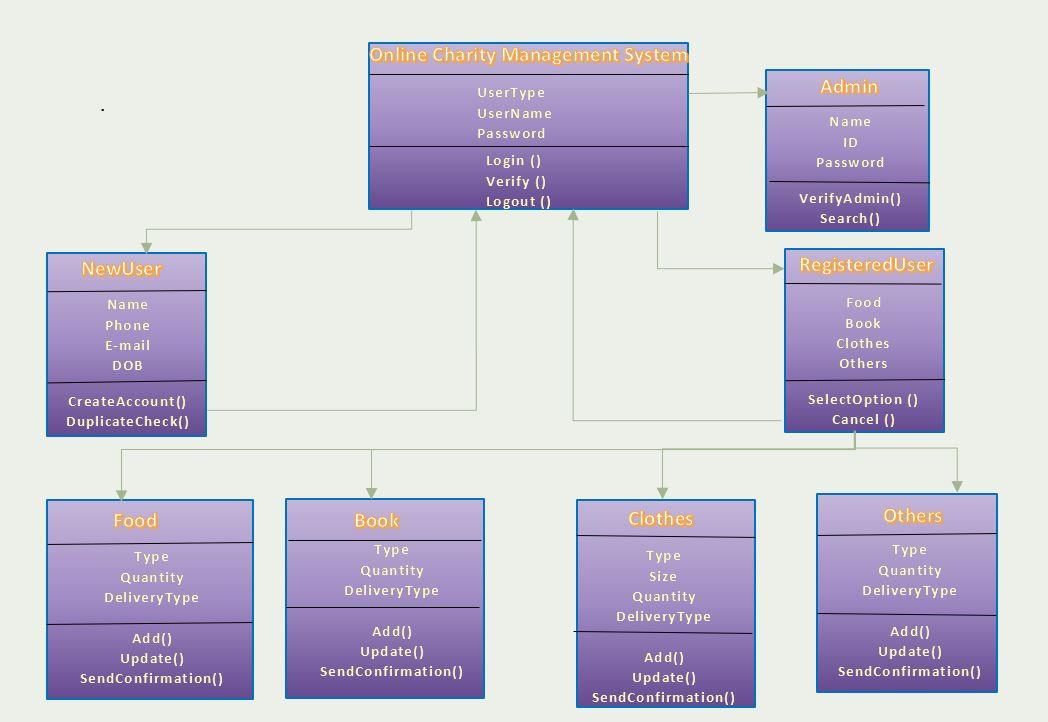 Online Charity Management System
UserType
UserName
Password
Login ()
Verify ()
Logout ()
Admin
Name
ID
Password
VerifyAdmin()
Search()
.
NewUser
Name
Phone
E-mail
DOB
CreateAccount()
DuplicateCheck()
RegisteredUser
Food
Book
Clothes
Others
SelectOption ()
Cancel ()
Food
Type
Quantity
DeliveryType
Add()
Update()
SendConfirmation()
Book
Type
Quantity
DeliveryType
Add()
Update()
SendConfirmation()
Clothes
Type
Size
Quantity
DeliveryType
Add()
Update()
SendConfirmation()
Others
Type
Quantity
DeliveryType
Add()
Update()
SendConfirmation()